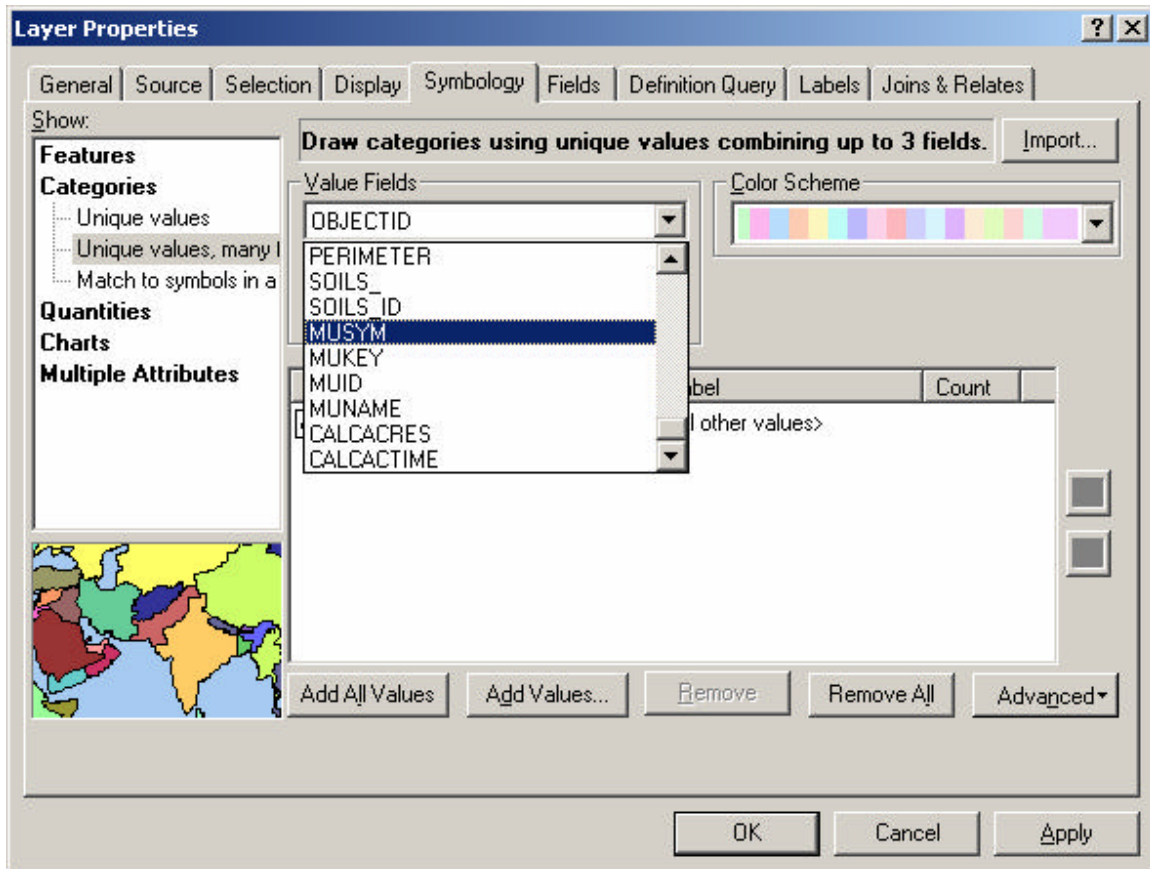 Layer Properties
General Source Selection Display Symbology Fields Definition Query Labels Joins & Relates
Show:
Features
Categories
Unique values
Unique values, many
Match to symbols in a
Quantities
Charts
Multiple Attributes
Draw categories using unique values combining up to 3 fields.
Import...
Value Fields
OBJECTID
PERIMETER
SOILS_
SOILS_ID
MUSYM
MUKEY
MUID
MUNAME
CALCACRES
CALCACTIME
Color Scheme
bel Count
l other values>
Add All Values Add Values... Remove Remove All Advanced
OK Cancel Apply